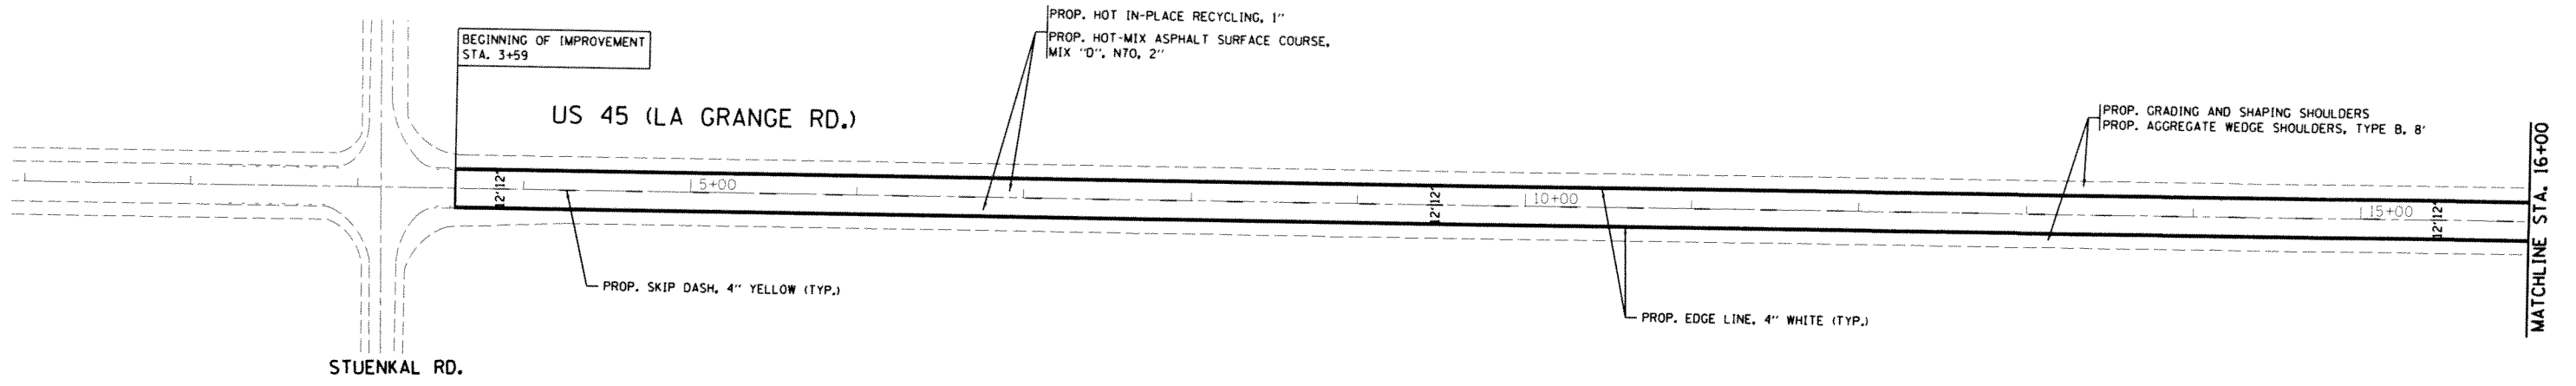 PROP. HOT IN-PLACE RECYCLING, 1"
PROP. HOT-MIX ASPHALT SURFACE COURSE,
MIX "D", N70, 2"
BEGINNING OF IMPROVEMENT
STA. 3+59
US 45 (LA GRANGE RD.)
PROP. GRADING AND SHAPING SHOULDERS
PROP. AGGREGATE WEDGE SHOULDERS, TYPE B, 8'
MATCHLINE STA. 16+00
12' 12'
5+00
12' 12'
10+00
15+00
12' 12'
PROP. SKIP DASH, 4" YELLOW (TYP.)
PROP. EDGE LINE, 4" WHITE (TYP.)
STUENKAL RD.